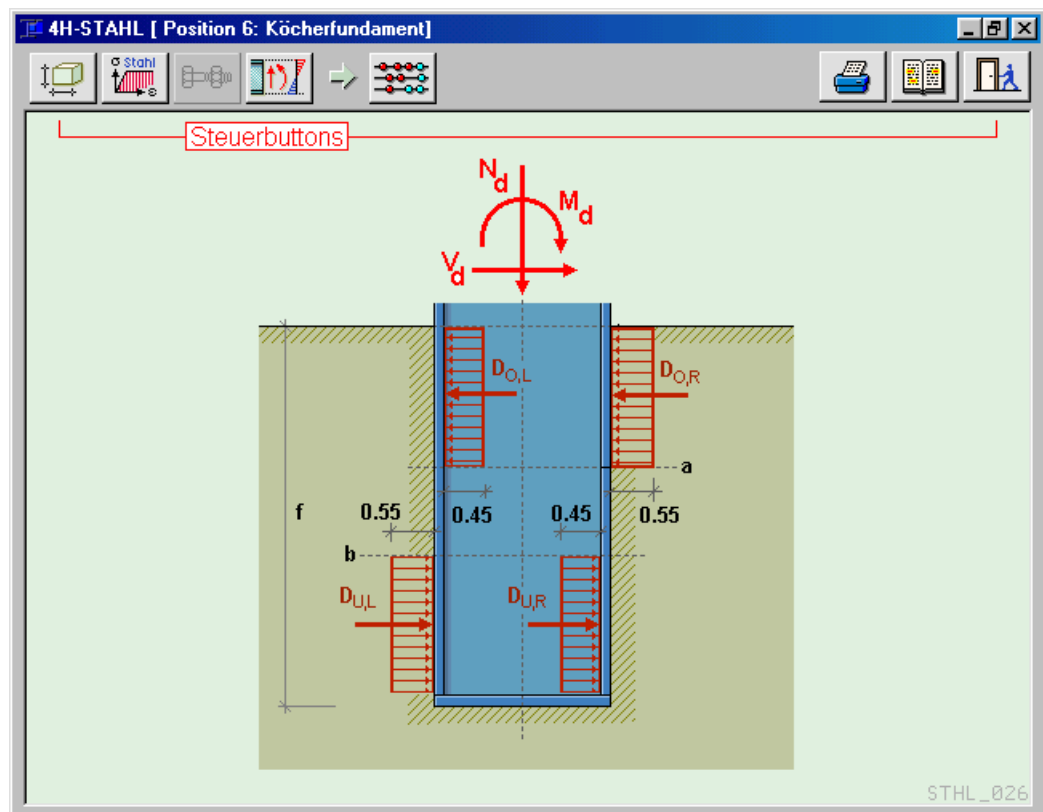 4H-STAHL [ Position 6: Köcherfundament]
σ Stahl
ε
Steuerbuttons
Nd
Md
Vd
DO,L
DO,R
a
f
0.55
0.45
0.45
0.55
b
DU,L
DU,R
STHL_026